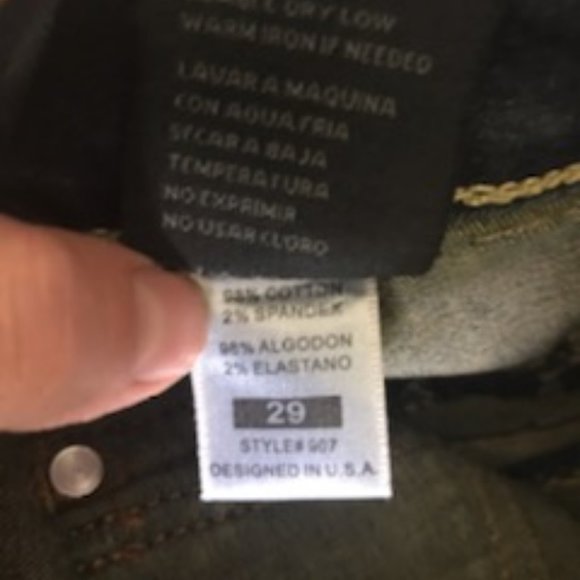 DRY LOW
WARM IRON IF NEEDED
LAVAR A MAQUINA
CON AGUA FRIA
SECAR A BAJA
TEMPERATURA
NO EXPRIMIR
NO USAR CLORO
98% COTTON
2% SPANDEX
98% ALGODON
2% ELASTANO
29
STYLE# 907
DESIGNED IN U.S.A.